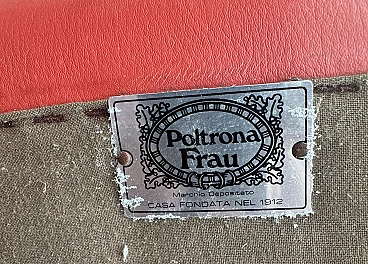 Poltrona
Frau
Marchio Depositato
CASA FONDATA NEL 1912